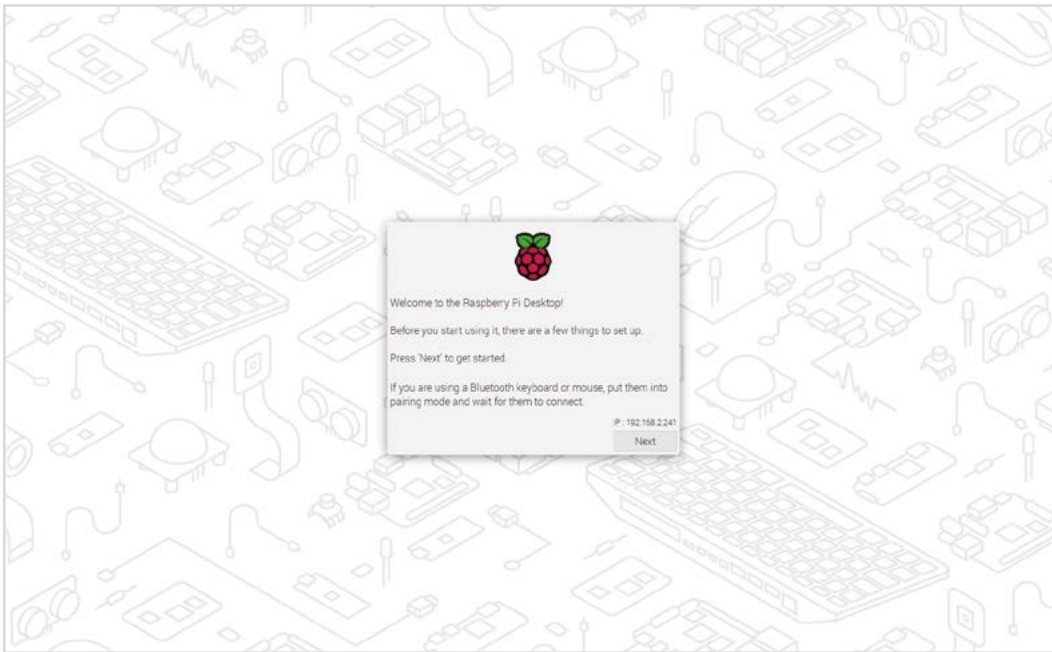 Welcome to the Raspberry Pi Desktop!
Before you start using it, there are a few things to set up.
Press 'Next' to get started.
If you are using a Bluetooth keyboard or mouse, put them into
pairing mode and wait for them to connect.
IP : 192.168.2.241
Next